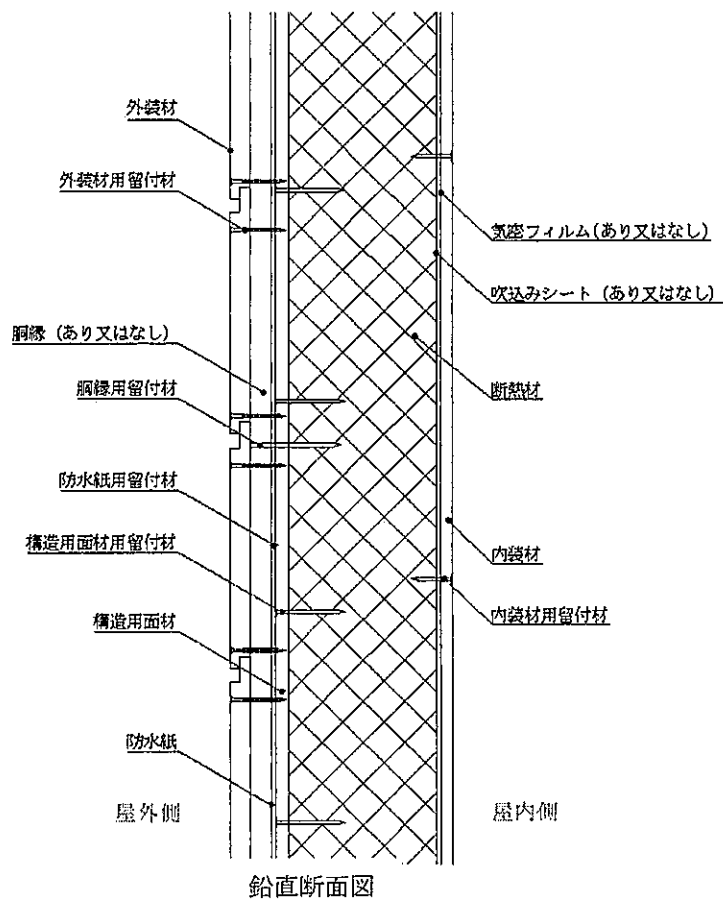 外装材
外装材用留付材
胴縁 (あり又はなし)
胴縁用留付材
防水紙用留付材
構造用面材用留付材
構造用面材
防水紙
屋外側
気密フィルム(あり又はなし)
吹込みシート (あり又はなし)
断熱材
内装材
内装材用留付材
屋内側
鉛直断面図